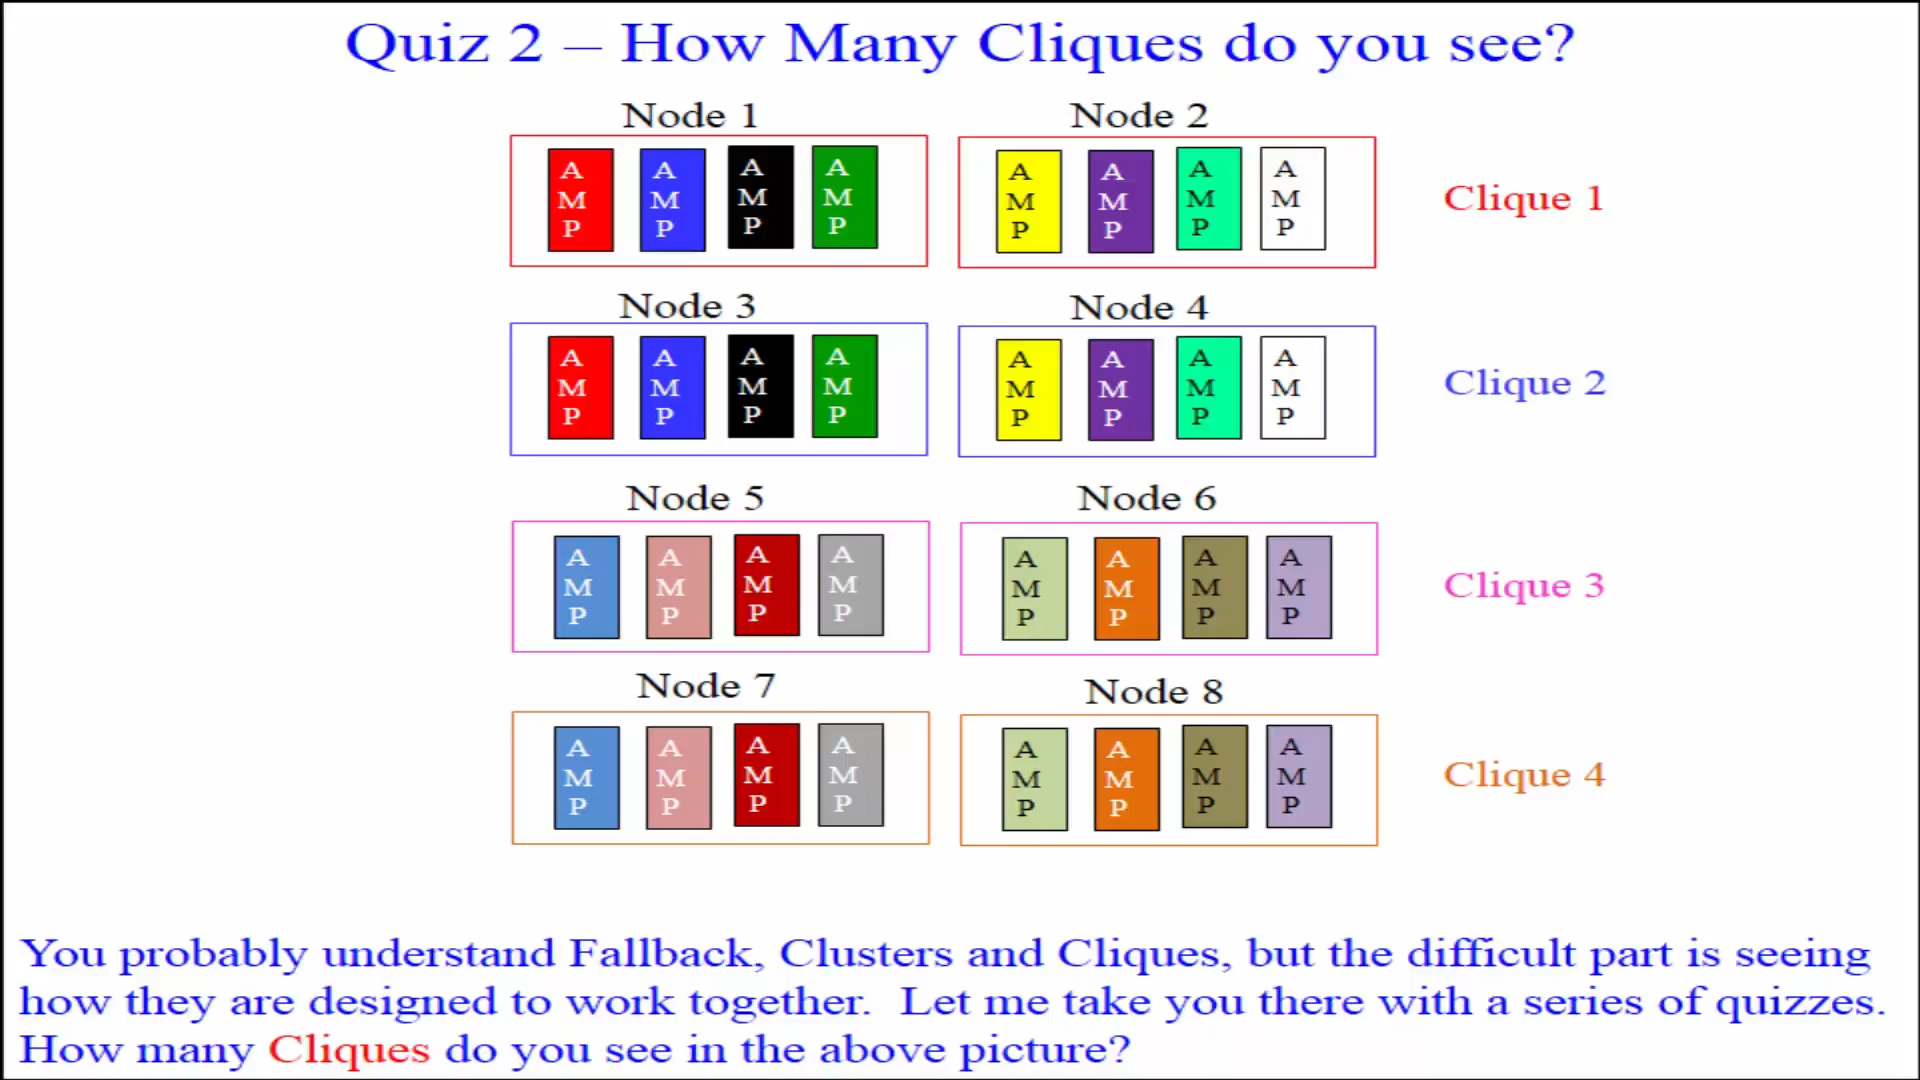 Quiz 2 – How Many Cliques do you see?
Node 1 Node 2
A A A A A A A A
M M M M M M M M
P P P P P P P P
Clique 1
Node 3 Node 4
A A A A A A A A
M M M M M M M M
P P P P P P P P
Clique 2
Node 5 Node 6
A A A A A A A A
M M M M M M M M
P P P P P P P P
Clique 3
Node 7 Node 8
A A A A A A A A
M M M M M M M M
P P P P P P P P
Clique 4
You probably understand Fallback, Clusters and Cliques, but the difficult part is seeing
how they are designed to work together.  Let me take you there with a series of quizzes.
How many Cliques do you see in the above picture?